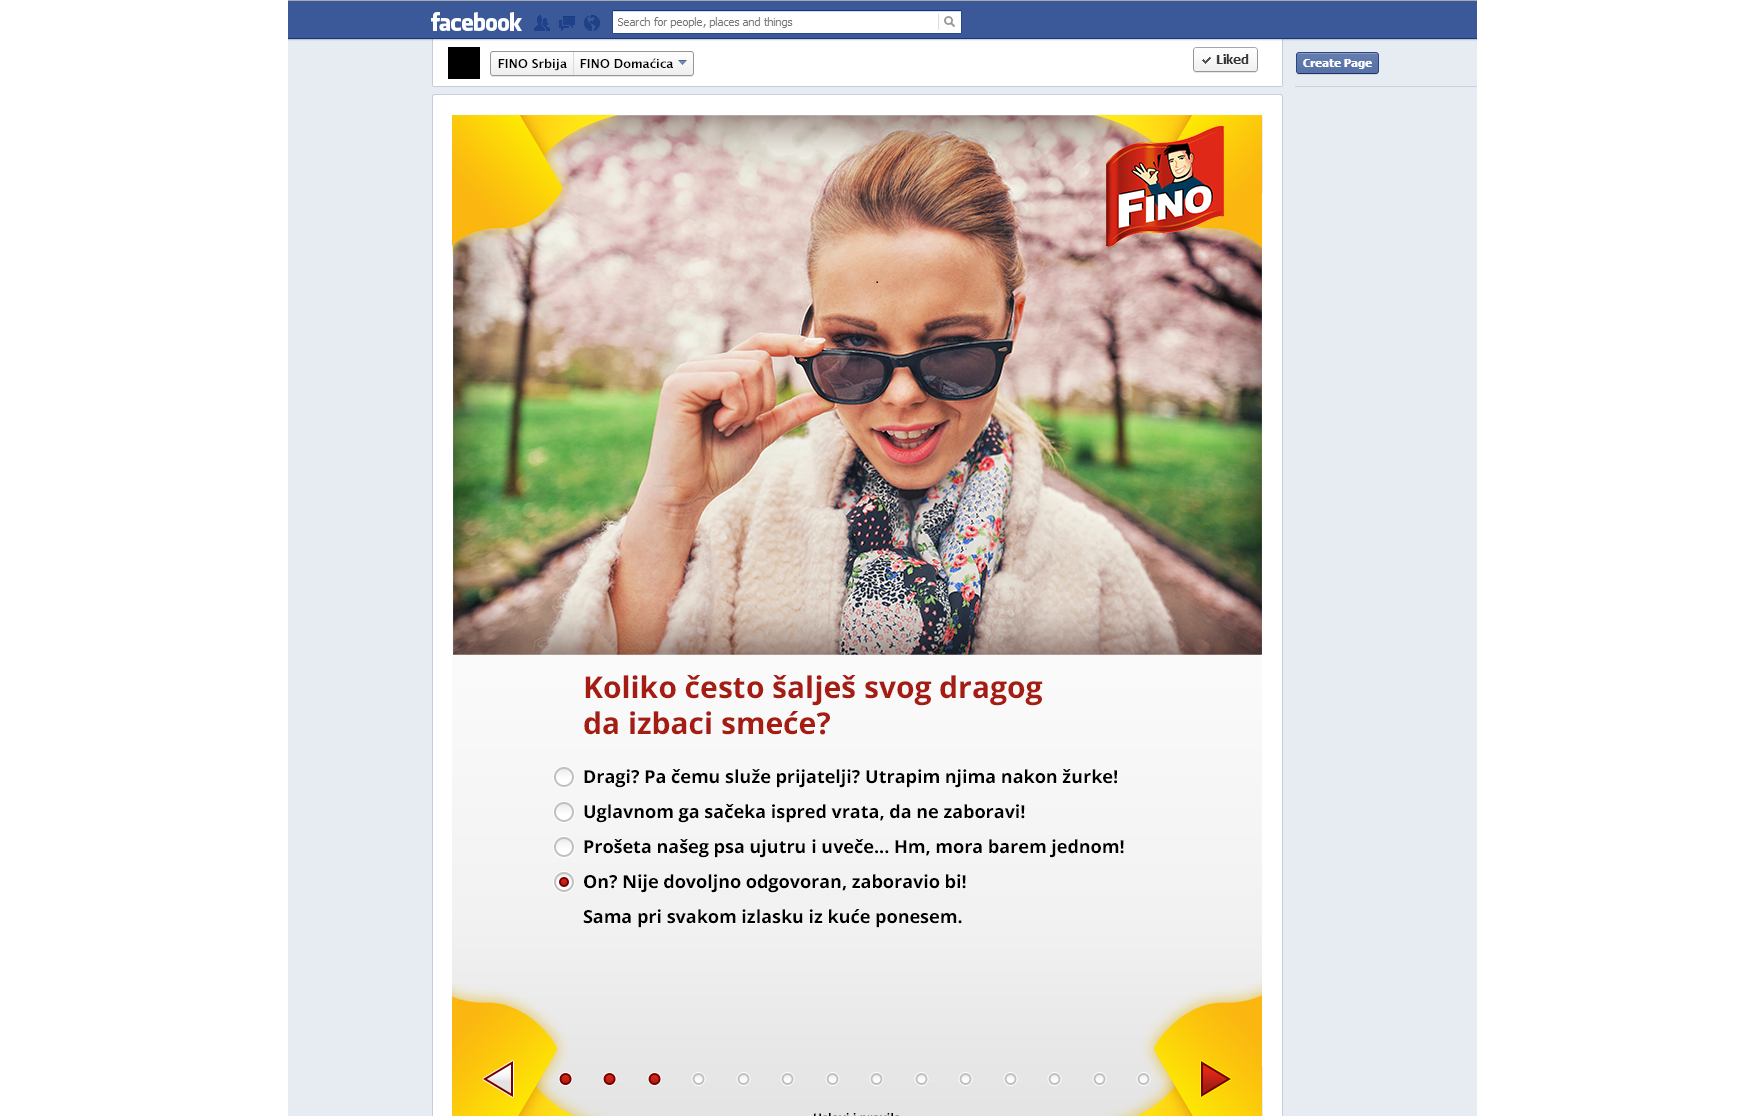 facebook
Search for people, places and things
FINO Srbija
FINO Domaćica
Liked
Create Page
FINO
Koliko često šalješ svog dragog
da izbaci smeće?
Dragi? Pa čemu služe prijatelji? Utrapim njima nakon žurke!
Uglavnom ga sačeka ispred vrata, da ne zaboravi!
Prošeta našeg psa ujutru i uveče... Hm, mora barem jednom!
On? Nije dovoljno odgovoran, zaboravio bi!
Sama pri svakom izlasku iz kuće ponesem.